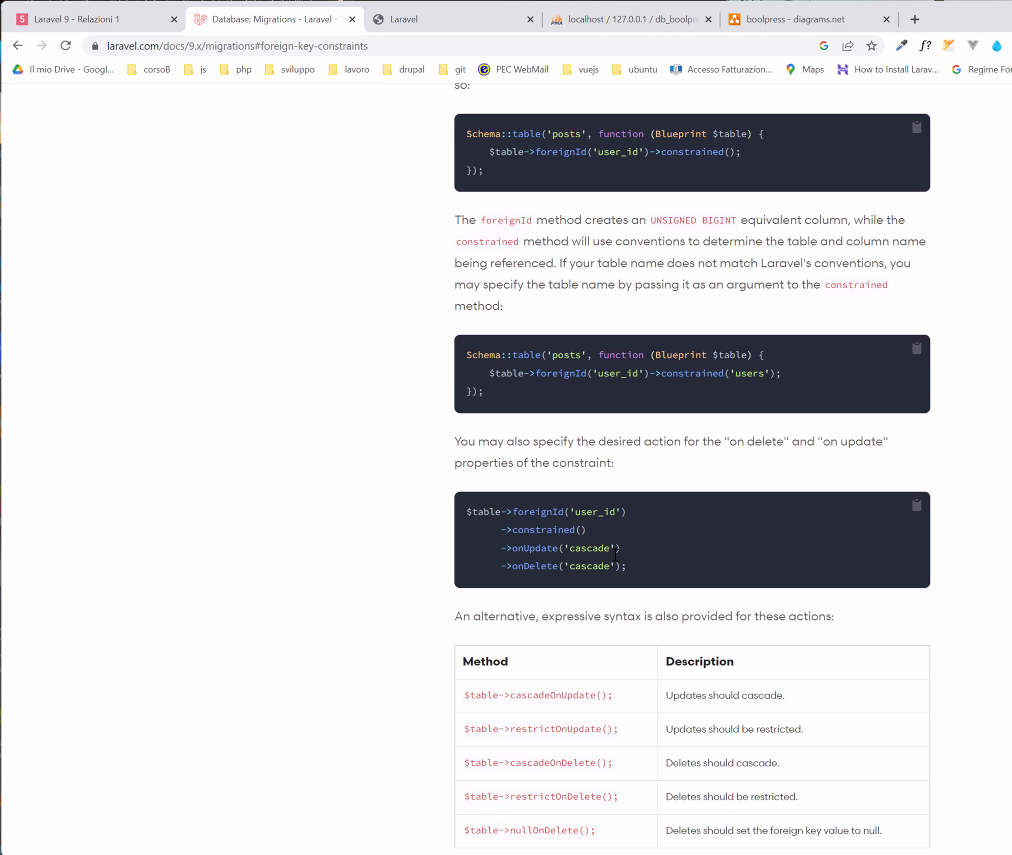 Laravel 9 - Relazioni 1
Database: Migrations - Laravel -
Laravel
localhost / 127.0.0.1 / db_boolpr
boolpress - diagrams.net
laravel.com/docs/9.x/migrations#foreign-key-constraints
Il mio Drive - Googl... corsoB js php sviluppo lavoro drupal git PEC WebMail vuejs ubuntu Accesso Fatturazion... Maps How to Install Larav... Regime For
so:
Schema::table('posts', function (Blueprint $table) {
$table->foreignId('user_id')->constrained();
});
The foreignId method creates an UNSIGNED BIGINT equivalent column, while the
constrained method will use conventions to determine the table and column name
being referenced. If your table name does not match Laravel's conventions, you
may specify the table name by passing it as an argument to the constrained
method:
Schema::table('posts', function (Blueprint $table) {
$table->foreignId('user_id')->constrained('users');
});
You may also specify the desired action for the "on delete" and "on update"
properties of the constraint:
$table->foreignId('user_id')
->constrained()
->onUpdate('cascade')
->onDelete('cascade');
An alternative, expressive syntax is also provided for these actions:
Method Description
$table->cascadeOnUpdate(); Updates should cascade.
$table->restrictOnUpdate(); Updates should be restricted.
$table->cascadeOnDelete(); Deletes should cascade.
$table->restrictOnDelete(); Deletes should be restricted.
$table->nullOnDelete(); Deletes should set the foreign key value to null.